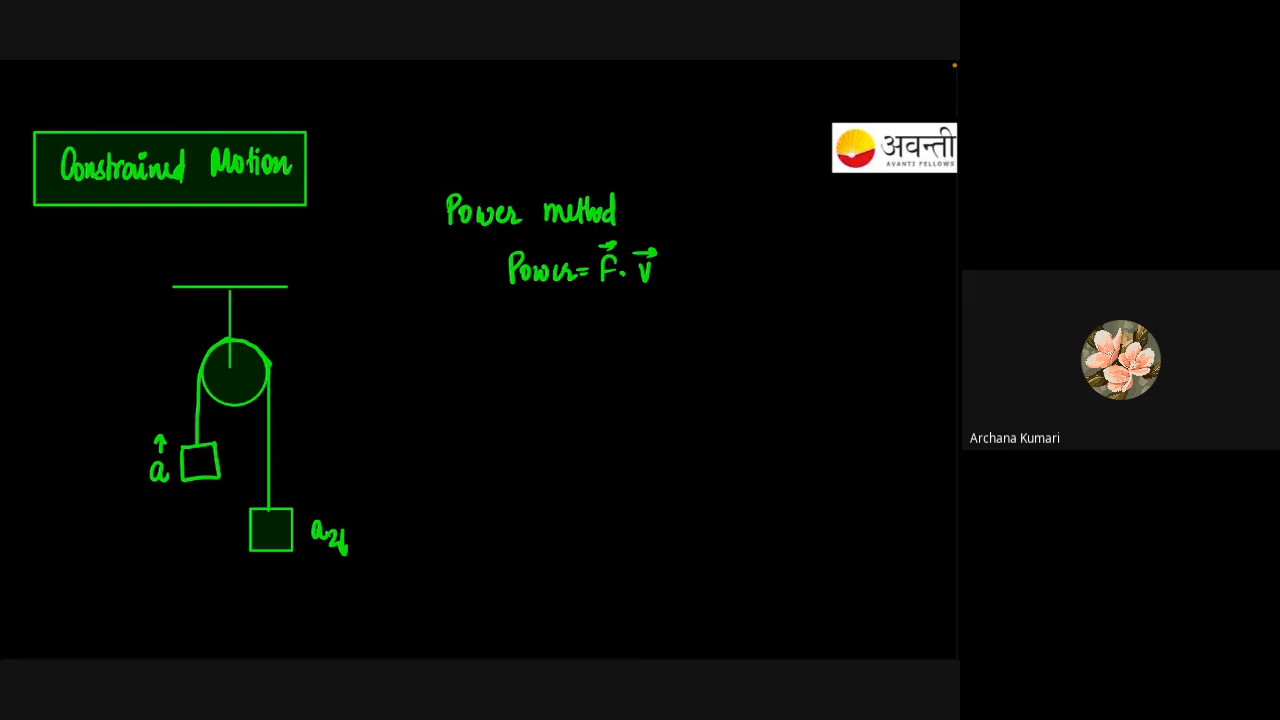 Constrained Motion
अवन्ती
AVANTI FELLOWS
Power method
Power = F⃗ . v⃗
a
a₂
Archana Kumari